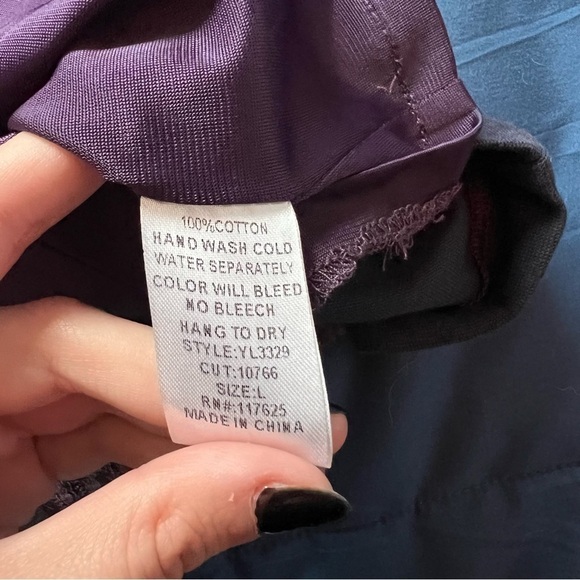 100%COTTON
HAND WASH COLD
WATER SEPARATELY
COLOR WILL BLEED
NO BLEECH
HANG TO DRY
STYLE:YL3329
CUT:10766
SIZE:L
RN#:117625
MADE IN CHINA